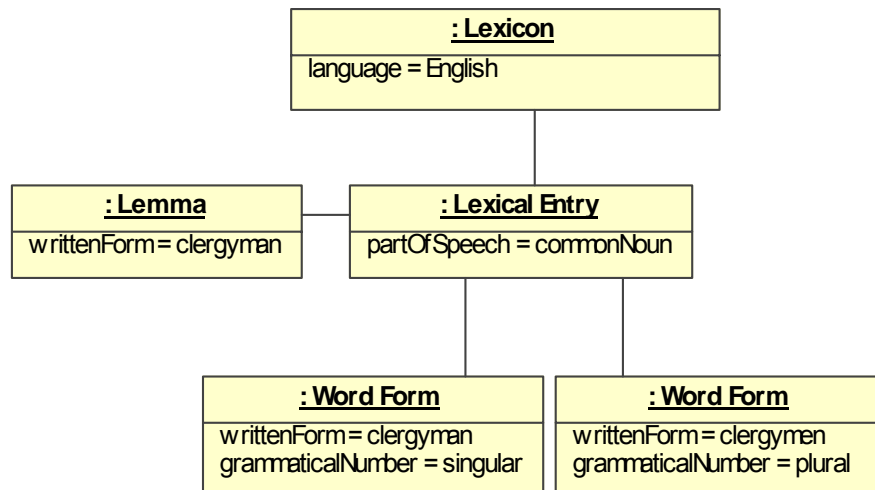 : Lexicon
language = English
: Lemma
writtenForm = clergyman
: Lexical Entry
partOfSpeech = commonNoun
: Word Form
writtenForm = clergyman
grammaticalNumber = singular
: Word Form
writtenForm = clergymen
grammaticalNumber = plural